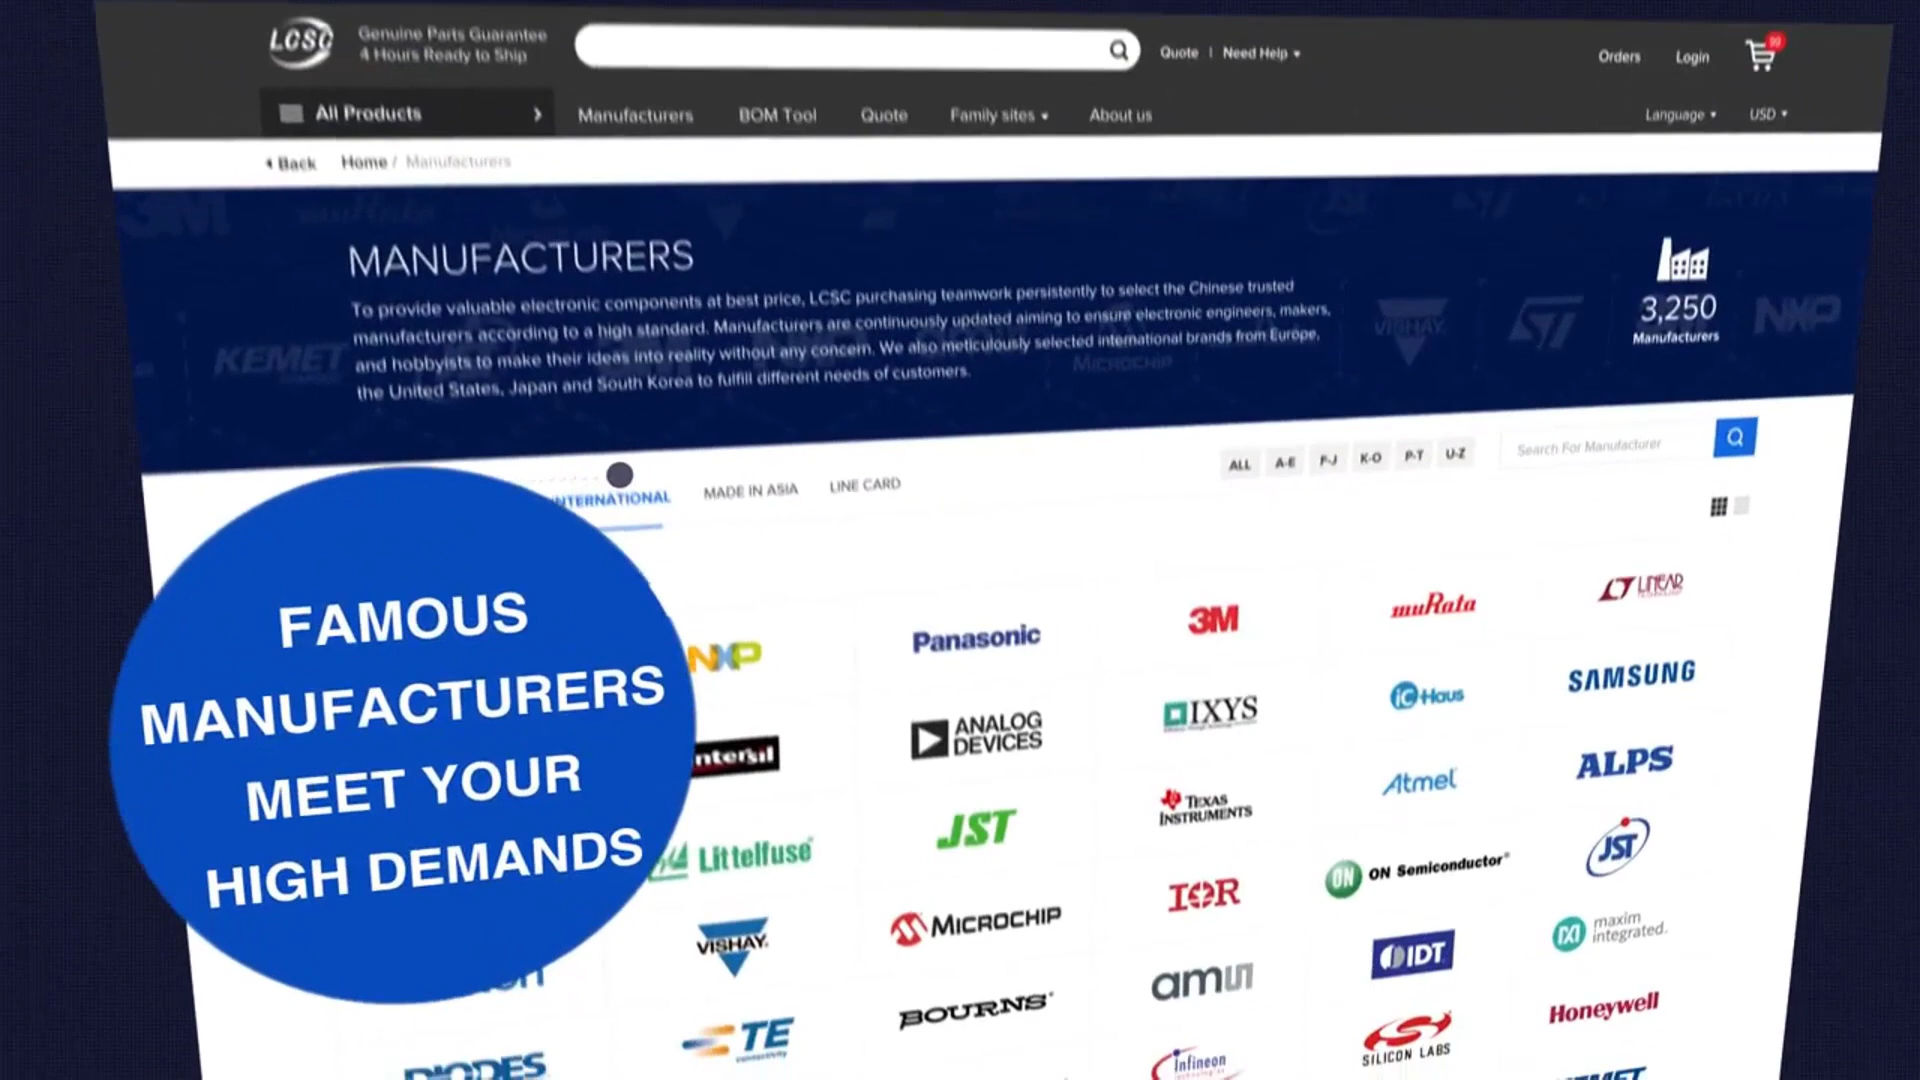 LCSC
Genuine Parts Guarantee
4 Hours Ready to Ship
Quote
Need Help
Orders
Login
99
All Products
Manufacturers
BOM Tool
Quote
Family sites
About us
Language
USD
Back
Home / Manufacturers
MANUFACTURERS
To provide valuable electronic components at best price, LCSC purchasing teamwork persistently to select the Chinese trusted
manufacturers according to a high standard. Manufacturers are continuously updated aiming to ensure electronic engineers, makers,
and hobbyists to make their ideas into reality without any concern. We also meticulously selected international brands from Europe,
the United States, Japan and South Korea to fulfill different needs of customers.
3,250
Manufacturers
KEMET
VISHAY
ST
NXP
3M
muRata
MICROCHIP
INTERNATIONAL
MADE IN ASIA
LINE CARD
ALL
A-E
F-J
K-O
P-T
U-Z
Search For Manufacturer
FAMOUS
MANUFACTURERS
MEET YOUR
HIGH DEMANDS
NXP
Panasonic
3M
muRata
LT LINEAR
ntersil
ANALOG
DEVICES
IXYS
iC Haus
SAMSUNG
Littelfuse
JST
TEXAS
INSTRUMENTS
Atmel
ALPS
VISHAY
MICROCHIP
IOR
ON ON Semiconductor
JST
TE
connectivity
BOURNS
amui
IDT
maxim
integrated
DIODES
Infineon
SILICON LABS
Honeywell
KEMET